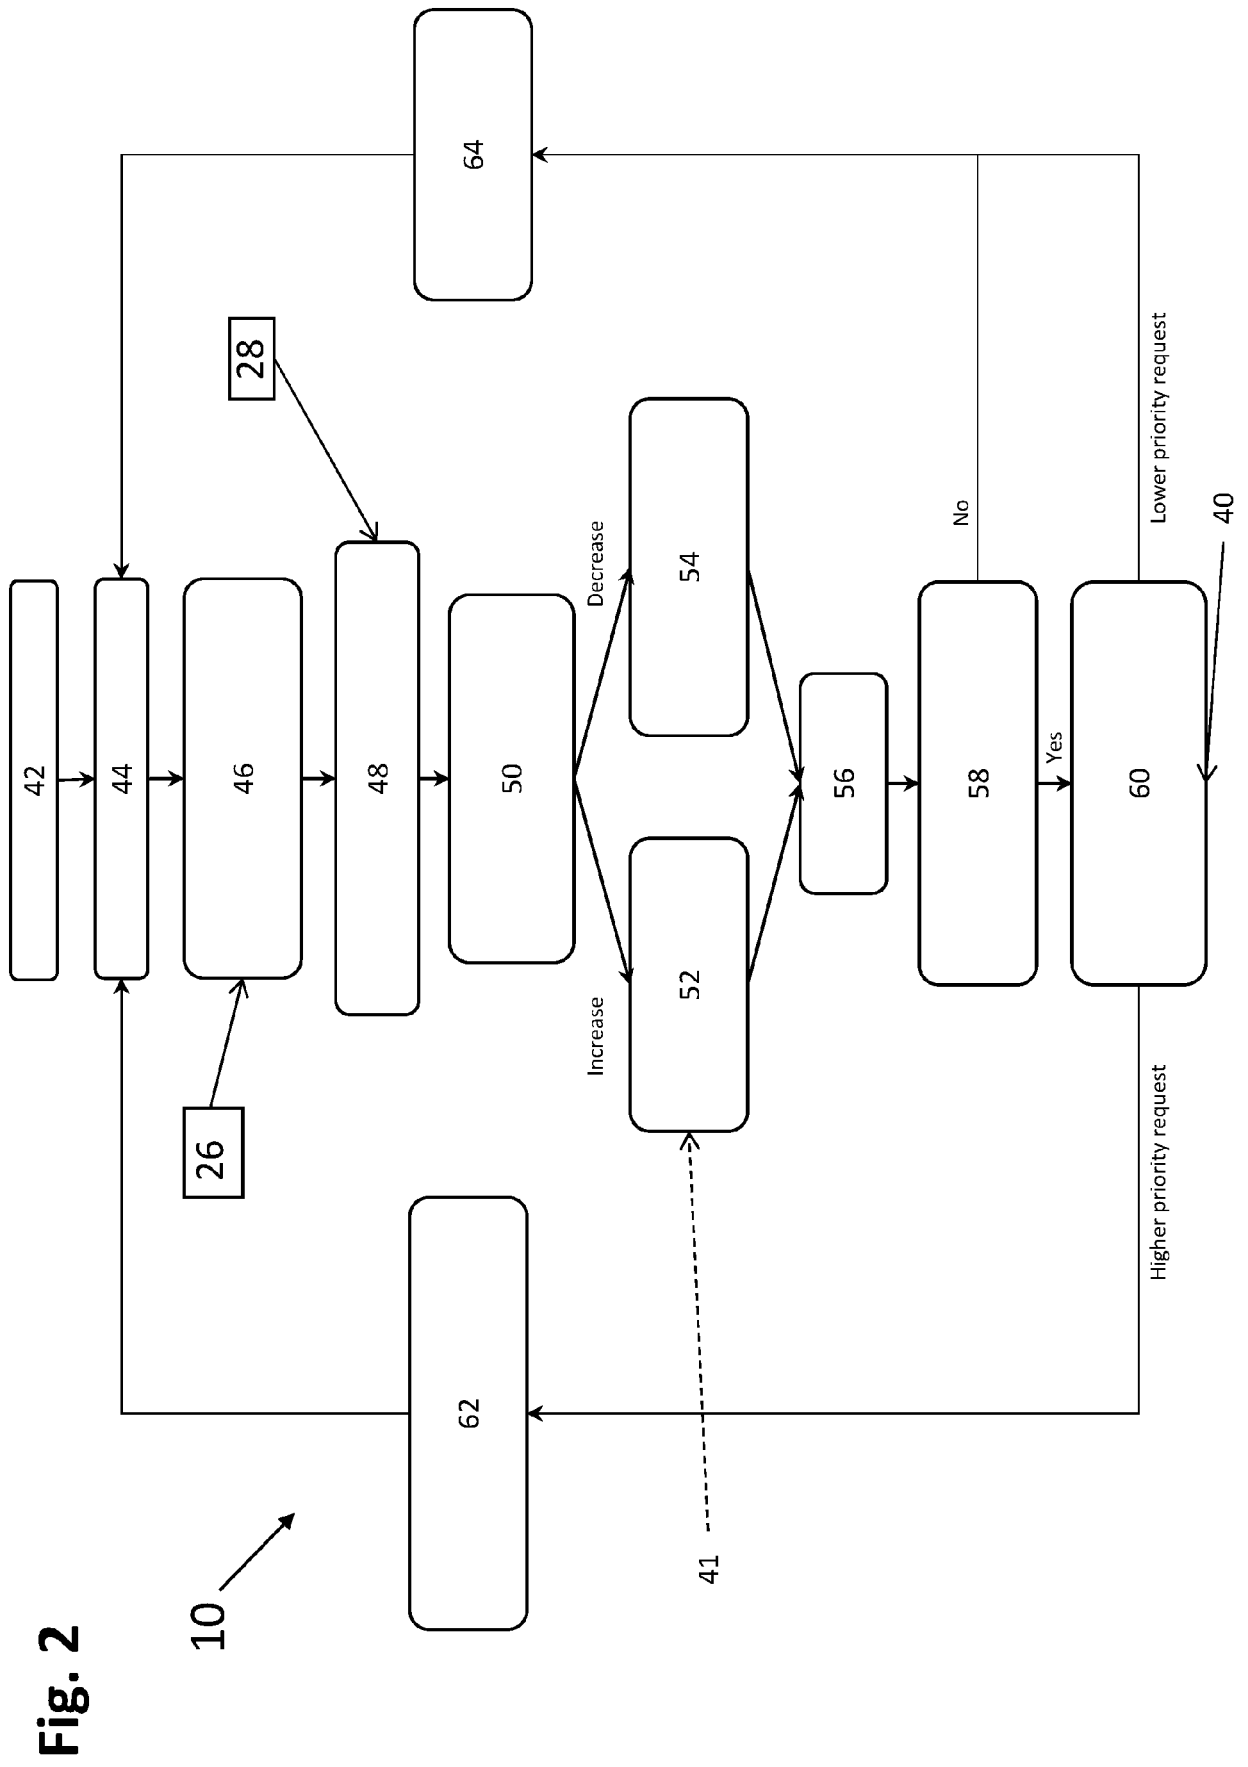 Fig. 2
10
42
44
26
46
28
48
50
62
64
Increase
Decrease
41
52
54
56
58
No
Yes
60
Higher priority request
Lower priority request
40